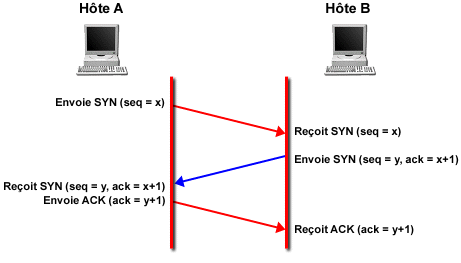 Hôte A
Hôte B
Envoie SYN (seq = x)
Reçoit SYN (seq = x)
Envoie SYN (seq = y, ack = x+1)
Reçoit SYN (seq = y, ack = x+1)
Envoie ACK (ack = y+1)
Reçoit ACK (ack = y+1)